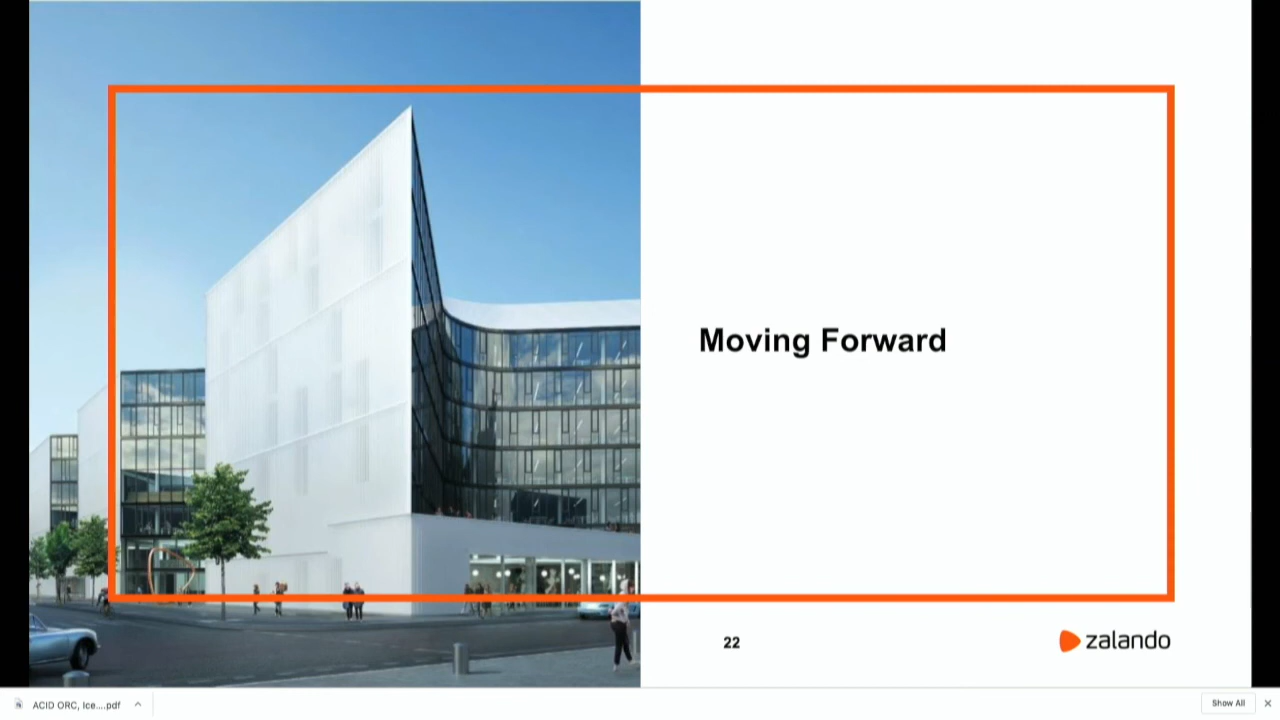 Moving Forward
22
zalando
ACID ORC, Ice....pdf
Show All